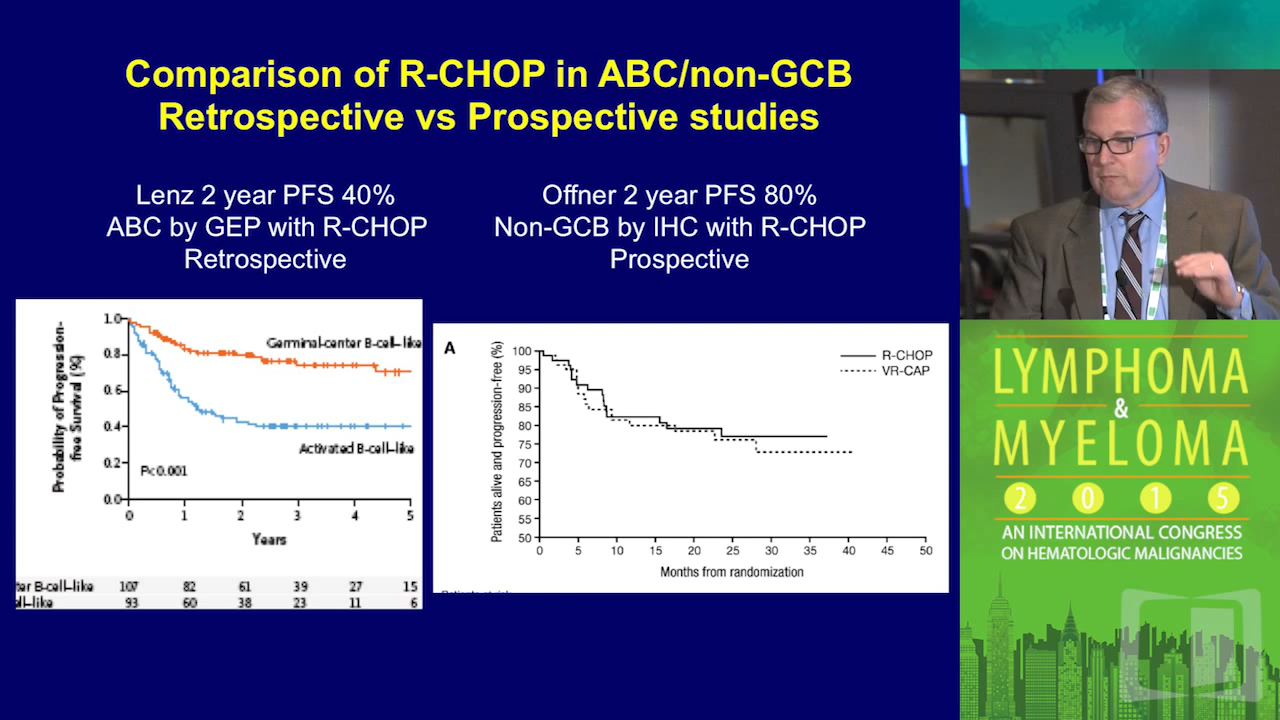 Comparison of R-CHOP in ABC/non-GCB
Retrospective vs Prospective studies
Lenz 2 year PFS 40%
ABC by GEP with R-CHOP
Retrospective
Offner 2 year PFS 80%
Non-GCB by IHC with R-CHOP
Prospective
Probability of Progression-
free Survival (%)
1.0
0.8
0.6
0.4
0.2
0.0
Germinal-center B-cell–like
Activated B-cell–like
P<0.001
0 1 2 3 4 5
Years
ter B-cell–like 107 82 61 39 27 15
ell–like 93 60 38 23 11 6
A
Patients alive and progression-free (%)
100
95
90
85
80
75
70
65
60
55
50
R-CHOP
VR-CAP
0 5 10 15 20 25 30 35 40 45 50
Months from randomization
LYMPHOMA
&
MYELOMA
2 0 1 5
AN INTERNATIONAL CONGRESS
ON HEMATOLOGIC MALIGNANCIES